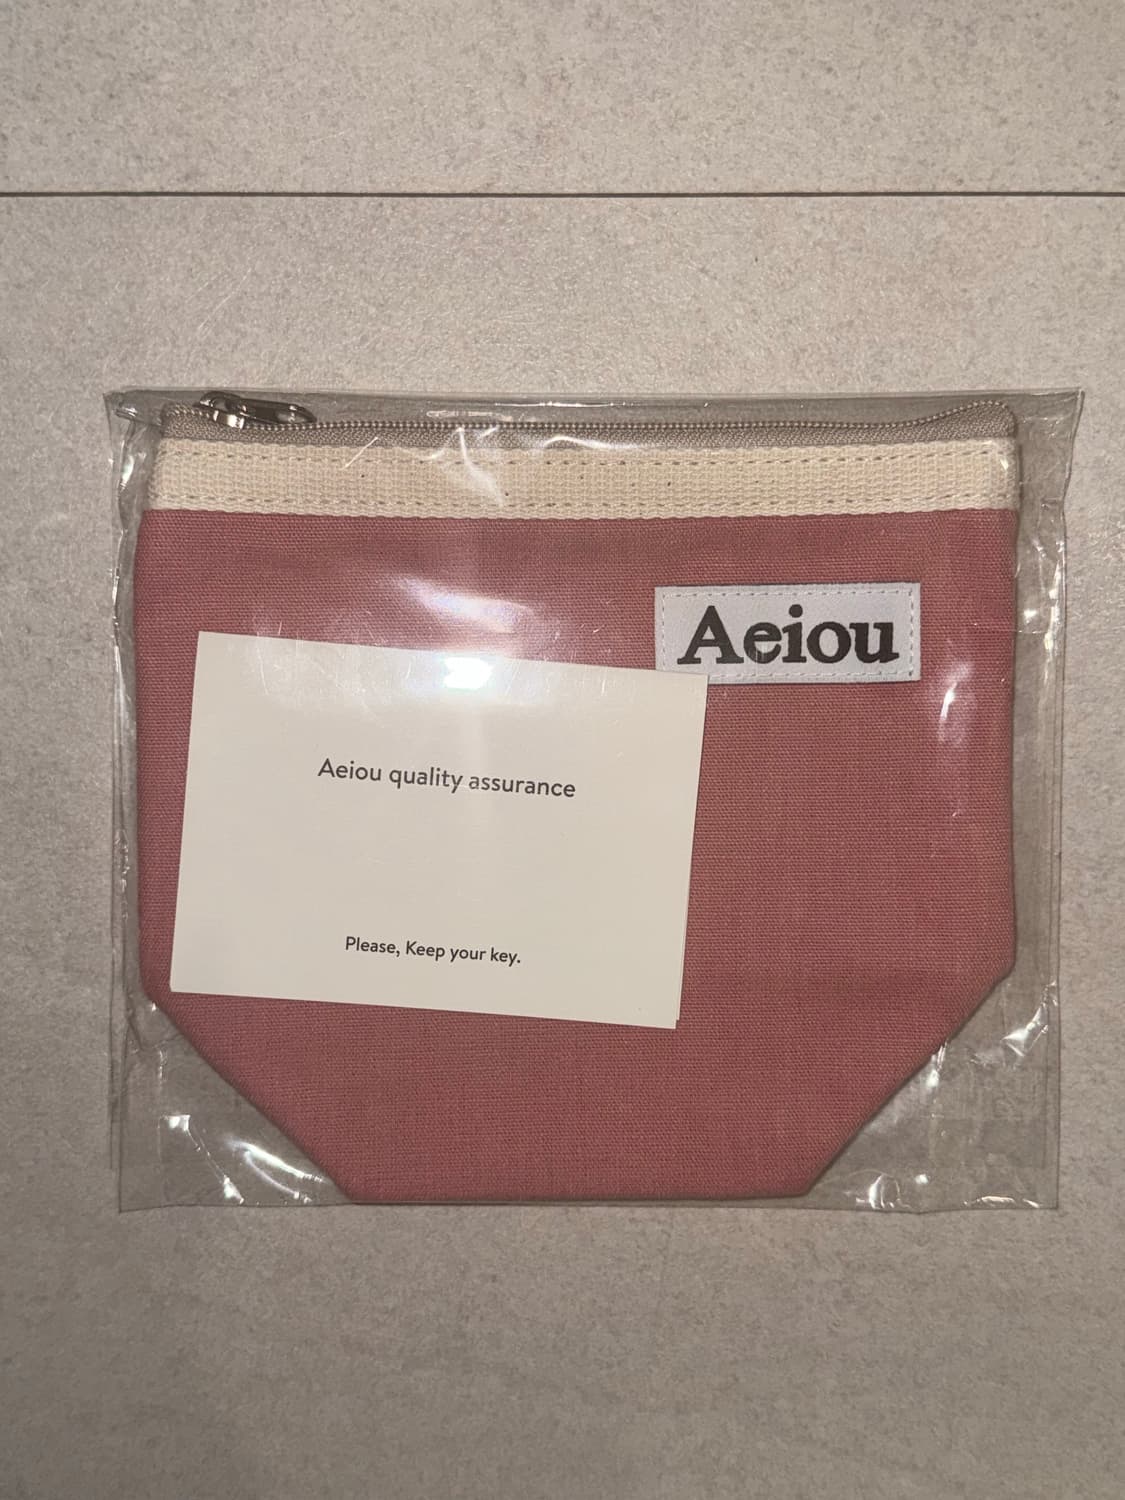 Aeiou
Aeiou quality assurance
Please, Keep your key.